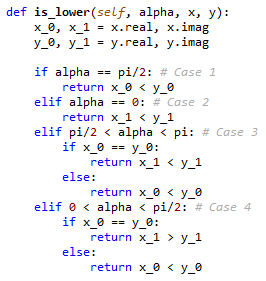 def is_lower(self, alpha, x, y):
    x_0, x_1 = x.real, x.imag
    y_0, y_1 = y.real, y.imag

    if alpha == pi/2: # Case 1
        return x_0 < y_0
    elif alpha == 0: # Case 2
        return x_1 < y_1
    elif pi/2 < alpha < pi: # Case 3
        if x_0 == y_0:
            return x_1 < y_1
        else:
            return x_0 < y_0
    elif 0 < alpha < pi/2: # Case 4
        if x_0 == y_0:
            return x_1 > y_1
        else:
            return x_0 < y_0